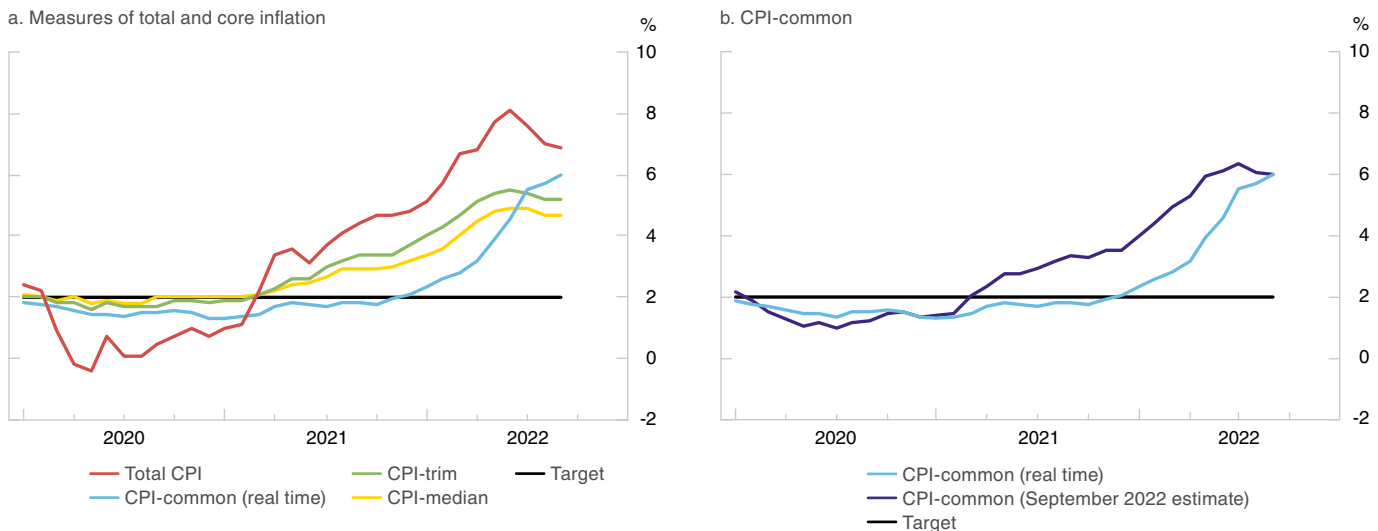 a. Measures of total and core inflation
%
10
8
6
4
2
0
-2
2020 2021 2022
Total CPI CPI-trim Target
CPI-common (real time) CPI-median
b. CPI-common
%
10
8
6
4
2
0
-2
2020 2021 2022
CPI-common (real time)
CPI-common (September 2022 estimate)
Target